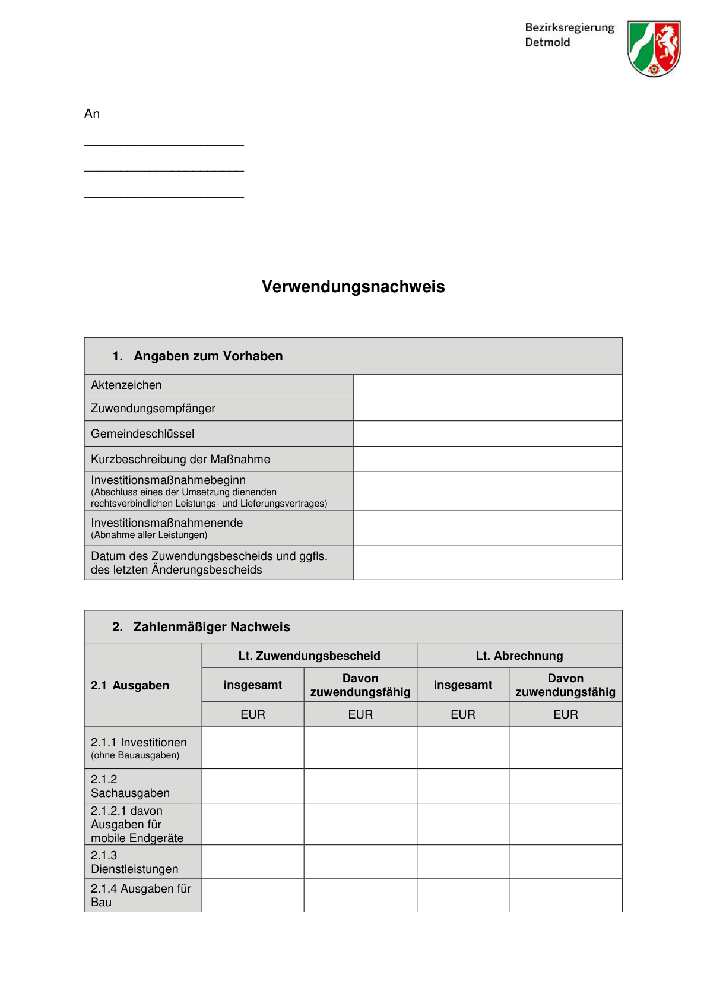 Bezirksregierung
Detmold
An
Verwendungsnachweis
1. Angaben zum Vorhaben
Aktenzeichen
Zuwendungsempfänger
Gemeindeschlüssel
Kurzbeschreibung der Maßnahme
Investitionsmaßnahmebeginn
(Abschluss eines der Umsetzung dienenden
rechtsverbindlichen Leistungs- und Lieferungsvertrages)
Investitionsmaßnahmenende
(Abnahme aller Leistungen)
Datum des Zuwendungsbescheids und ggfls.
des letzten Änderungsbescheids
2. Zahlenmäßiger Nachweis
2.1 Ausgaben
Lt. Zuwendungsbescheid
Lt. Abrechnung
insgesamt
Davon
zuwendungsfähig
insgesamt
Davon
zuwendungsfähig
EUR
EUR
EUR
EUR
2.1.1 Investitionen
(ohne Bauausgaben)
2.1.2
Sachausgaben
2.1.2.1 davon
Ausgaben für
mobile Endgeräte
2.1.3
Dienstleistungen
2.1.4 Ausgaben für
Bau